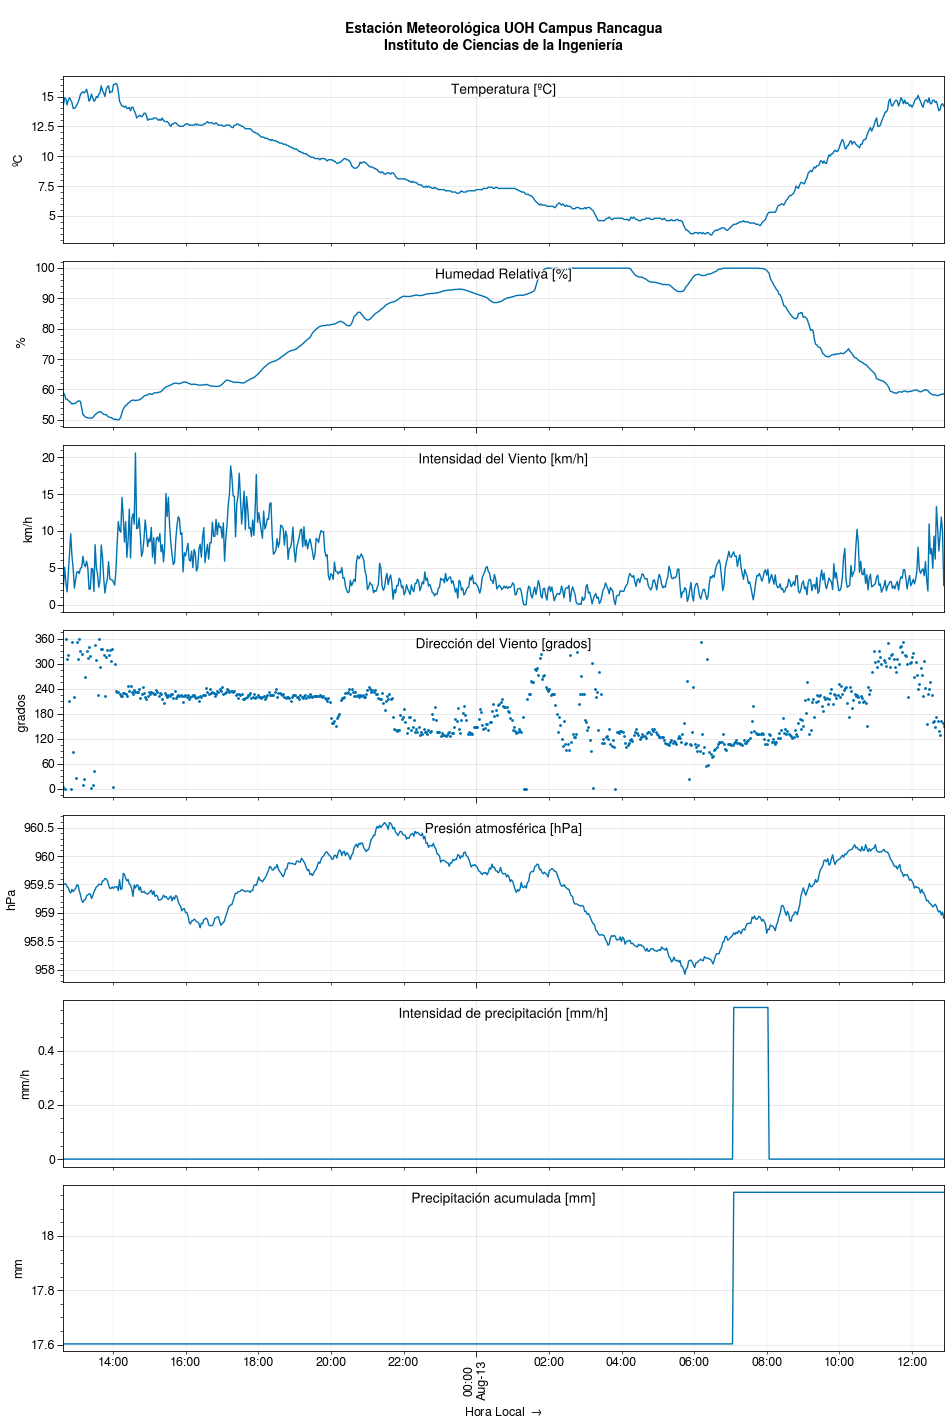 Estación Meteorológica UOH Campus Rancagua
Instituto de Ciencias de la Ingeniería
Temperatura [ºC]
15
12.5
10
7.5
5
ºC
Humedad Relativa [%]
100
90
80
70
60
50
%
Intensidad del Viento [km/h]
20
15
10
5
0
km/h
Dirección del Viento [grados]
360
300
240
180
120
60
0
grados
Presión atmosférica [hPa]
960.5
960
959.5
959
958.5
958
hPa
Intensidad de precipitación [mm/h]
0.4
0.2
0
mm/h
Precipitación acumulada [mm]
18
17.8
17.6
mm
14:00 16:00 18:00 20:00 22:00 00:00 02:00 04:00 06:00 08:00 10:00 12:00
Aug-13
Hora Local →